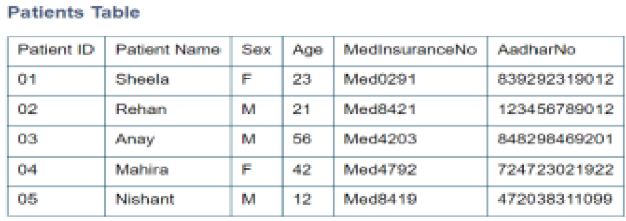 Patients Table
Patient ID Patient Name Sex Age MedInsuranceNo AadharNo
01 Sheela F 23 Med0291 839292319012
02 Rehan M 21 Med8421 123456789012
03 Anay M 56 Med4203 848298469201
04 Mahira F 42 Med4792 724723021922
05 Nishant M 12 Med8419 472038311099